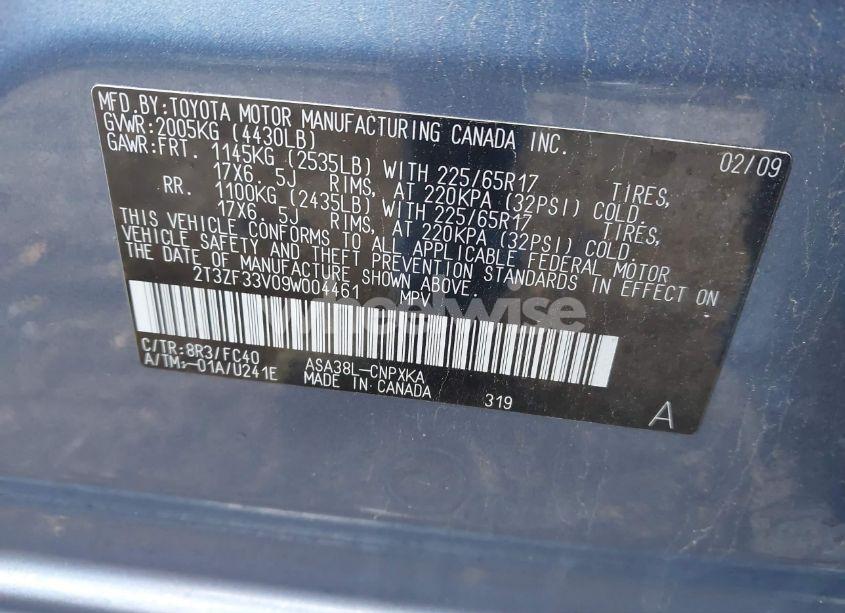 MFD.BY:TOYOTA MOTOR MANUFACTURING CANADA INC. 02/09
GVWR:2005KG (4430LB)
GAWR:FRT. 1145KG (2535LB) WITH 225/65R17 TIRES,
17X6.5J RIMS, AT 220KPA (32PSI) COLD.
RR. 1100KG (2435LB) WITH 225/65R17 TIRES,
17X6.5J RIMS, AT 220KPA (32PSI) COLD.
THIS VEHICLE CONFORMS TO ALL APPLICABLE FEDERAL MOTOR
VEHICLE SAFETY AND THEFT PREVENTION STANDARDS IN EFFECT ON
THE DATE OF MANUFACTURE SHOWN ABOVE.
2T3ZF33V09W004461 MPV
wheelwise
C/TR:8R3/FC40 ASA38L-CNPXKA
A/TM:-01A/U241E MADE IN CANADA 319 A